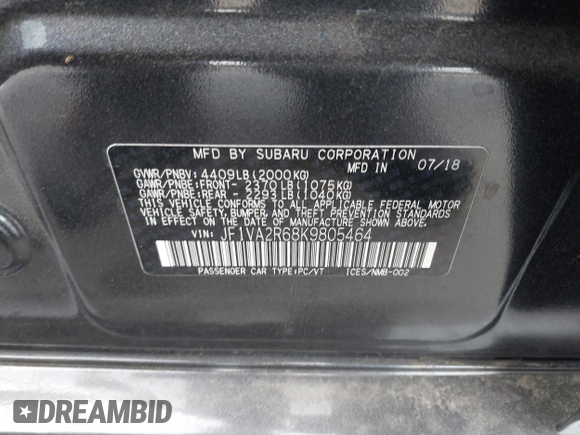 MFD BY SUBARU CORPORATION
MFD IN 07/18
GVWR/PNBV: 4409LB(2000KG)
GAWR/PNBE:FRONT- 2370LB(1075KG)
GAWR/PNBE:REAR - 2293LB(1040KG)
THIS VEHICLE CONFORMS TO ALL APPLICABLE FEDERAL MOTOR
VEHICLE SAFETY, BUMPER, AND THEFT PREVENTION STANDARDS
IN EFFECT ON THE DATE OF MANUFACTURE SHOWN ABOVE.
VIN: JF1VA2R68K9805464
PASSENGER CAR TYPE:PC/VT ICES/NMB-002
DREAMBID